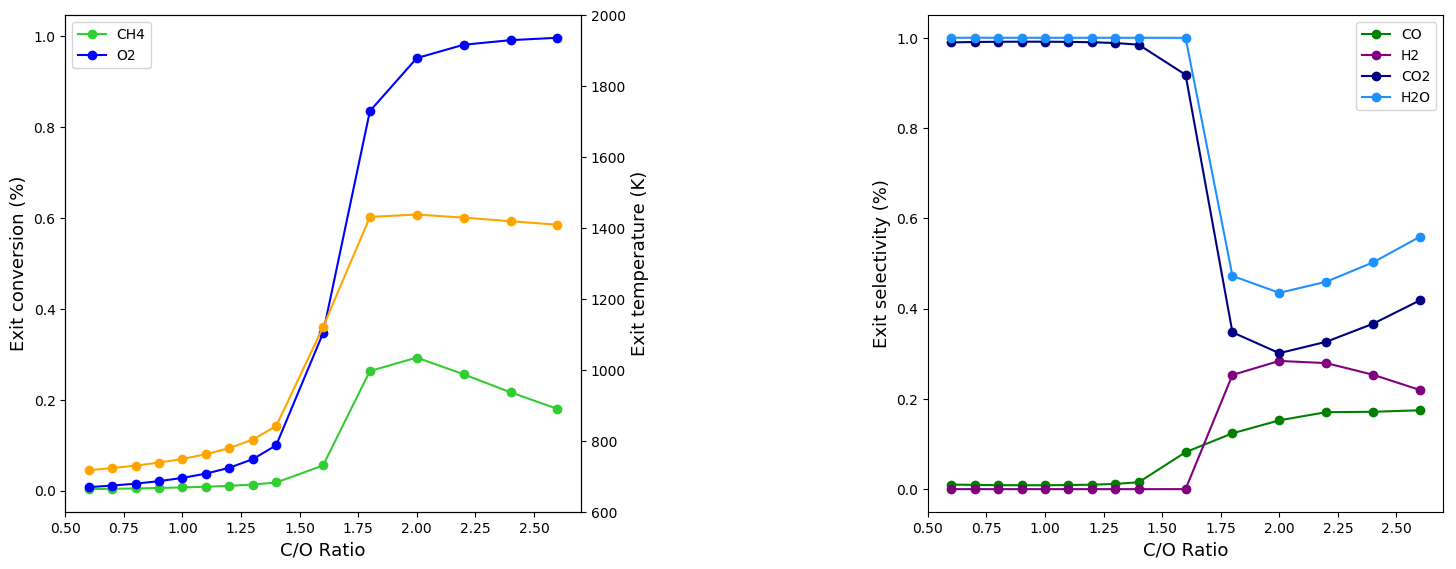 CH4
O2
1.0
0.8
0.6
0.4
0.2
0.0
Exit conversion (%)
0.50 0.75 1.00 1.25 1.50 1.75 2.00 2.25 2.50
C/O Ratio
2000
1800
1600
1400
1200
1000
800
600
Exit temperature (K)
CO
H2
CO2
H2O
1.0
0.8
0.6
0.4
0.2
0.0
Exit selectivity (%)
0.50 0.75 1.00 1.25 1.50 1.75 2.00 2.25 2.50
C/O Ratio